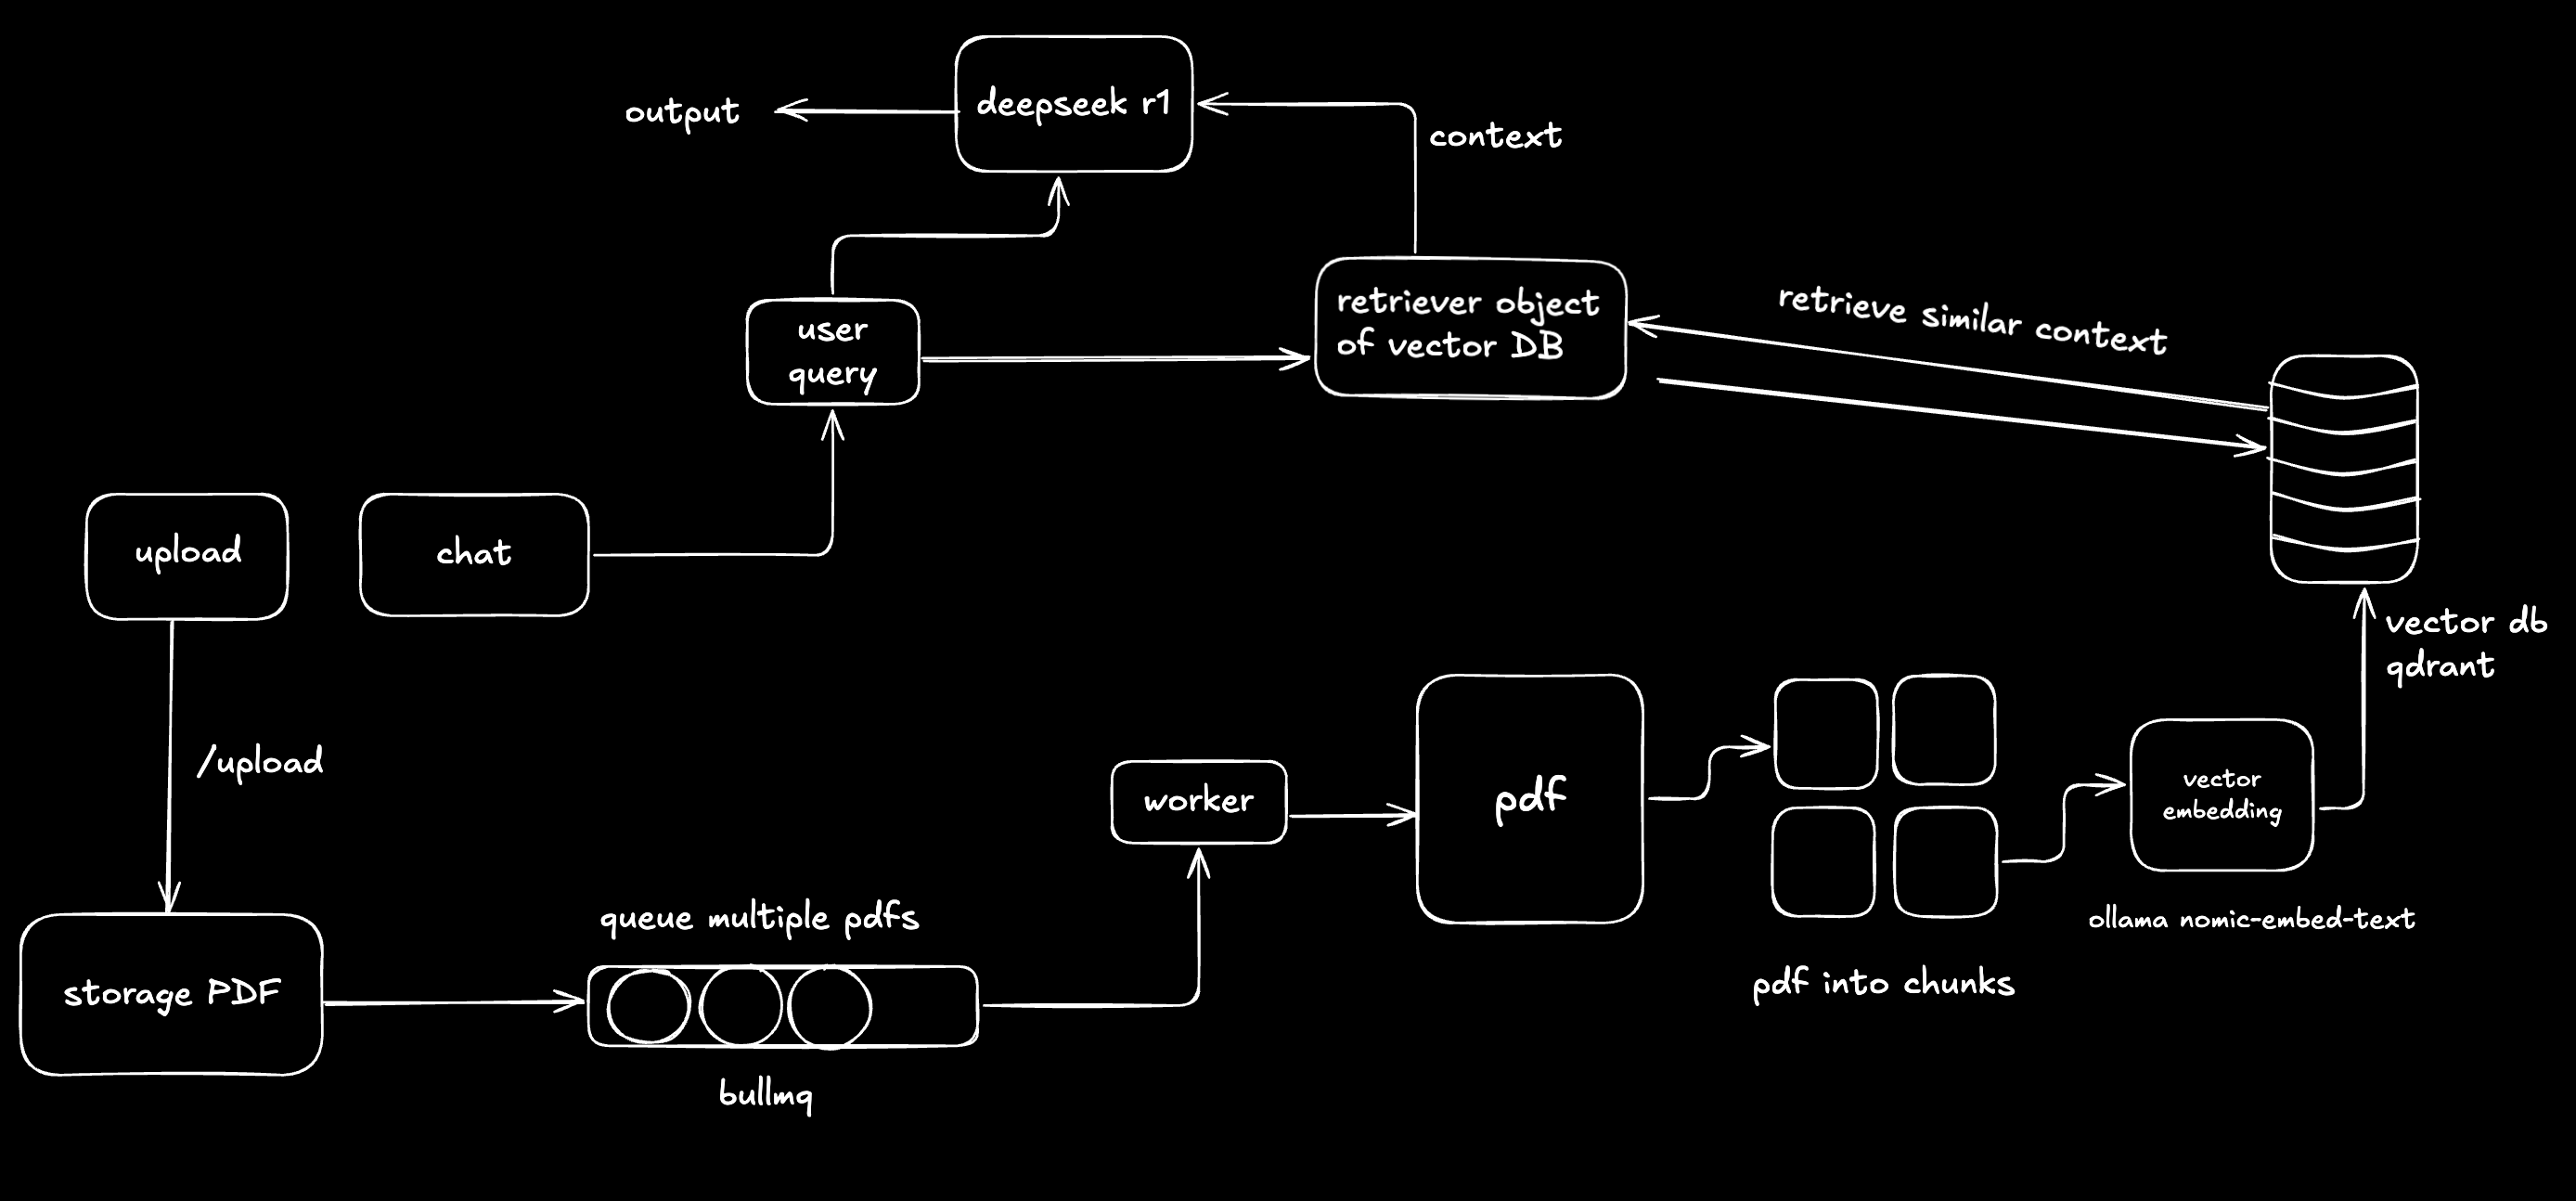 deepseek r1
output
context
retriever object
of vector DB
retrieve similar context
user
query
upload
chat
vector db
qdrant
/upload
worker
pdf
vector
embedding
queue multiple pdfs
ollama nomic-embed-text
storage PDF
pdf into chunks
bullmq